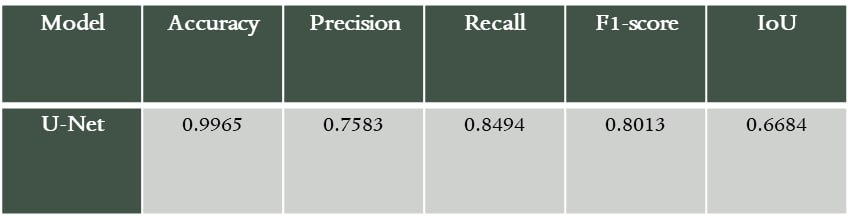 Model Accuracy Precision Recall F1-score IoU
U-Net 0.9965 0.7583 0.8494 0.8013 0.6684